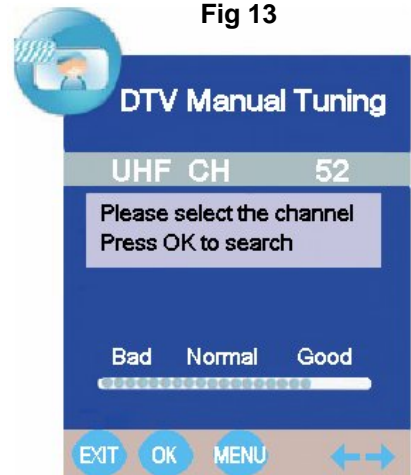 Fig 13
DTV Manual Tuning
UHF CH 52
Please select the channel
Press OK to search
Bad Normal Good
EXIT OK MENU